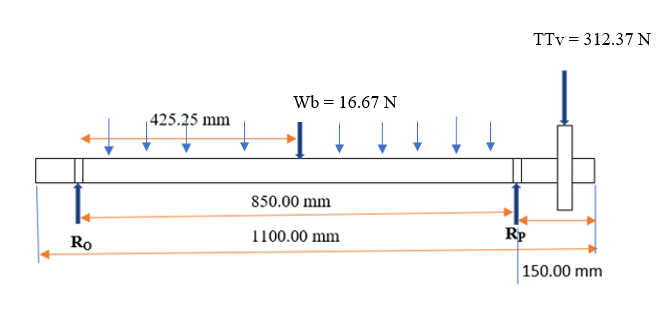 TTv = 312.37 N
Wb = 16.67 N
425.25 mm
850.00 mm
Ro
1100.00 mm
Rp
150.00 mm